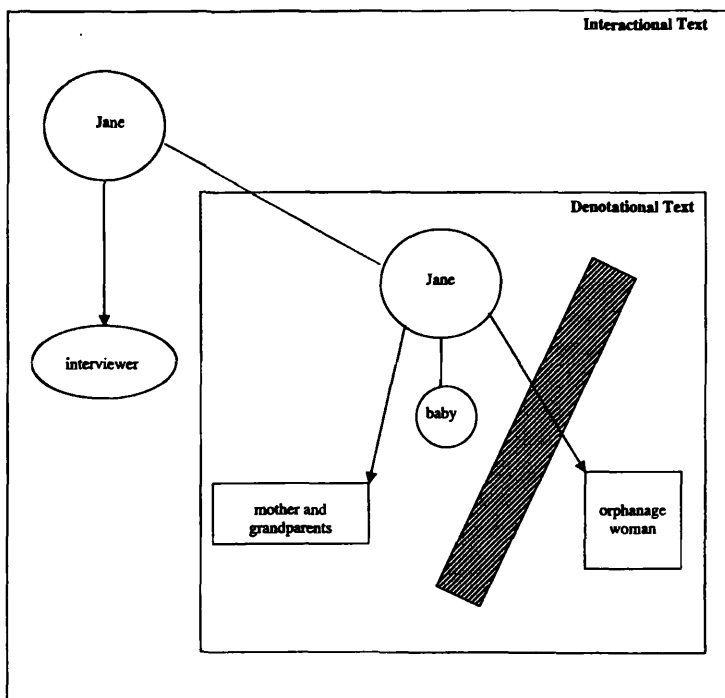 Interactional Text
Jane
Denotational Text
Jane
interviewer
baby
mother and
grandparents
orphanage
woman